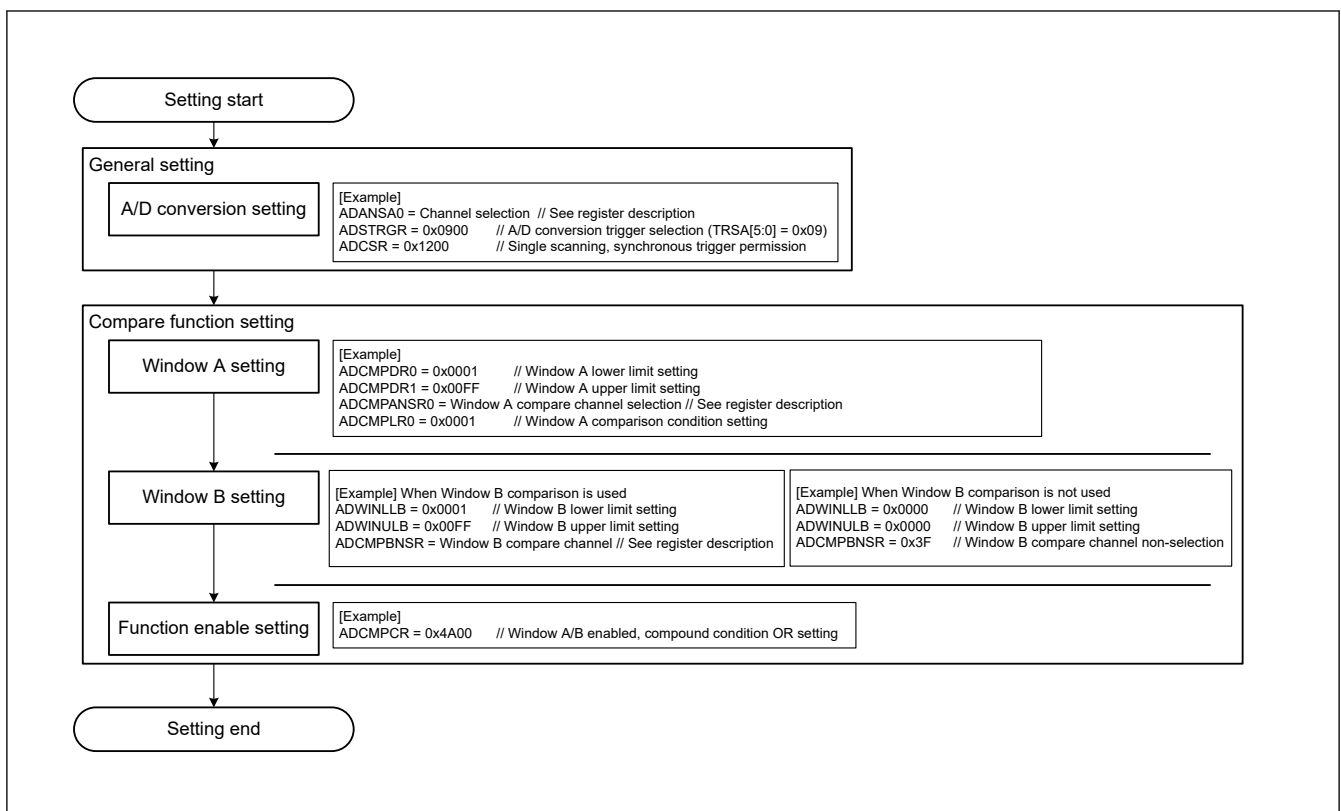 Setting start
General setting
A/D conversion setting
[Example]
ADANSA0 = Channel selection // See register description
ADSTRGR = 0x0900 // A/D conversion trigger selection (TRSA[5:0] = 0x09)
ADCSR = 0x1200 // Single scanning, synchronous trigger permission
Compare function setting
Window A setting
[Example]
ADCMPDR0 = 0x0001 // Window A lower limit setting
ADCMPDR1 = 0x00FF // Window A upper limit setting
ADCMPANSR0 = Window A compare channel selection // See register description
ADCMPLR0 = 0x0001 // Window A comparison condition setting
Window B setting
[Example] When Window B comparison is used
ADWINLLB = 0x0001 // Window B lower limit setting
ADWINULB = 0x00FF // Window B upper limit setting
ADCMPBNSR = Window B compare channel // See register description
[Example] When Window B comparison is not used
ADWINLLB = 0x0000 // Window B lower limit setting
ADWINULB = 0x0000 // Window B upper limit setting
ADCMPBNSR = 0x3F // Window B compare channel non-selection
Function enable setting
[Example]
ADCMPCR = 0x4A00 // Window A/B enabled, compound condition OR setting
Setting end